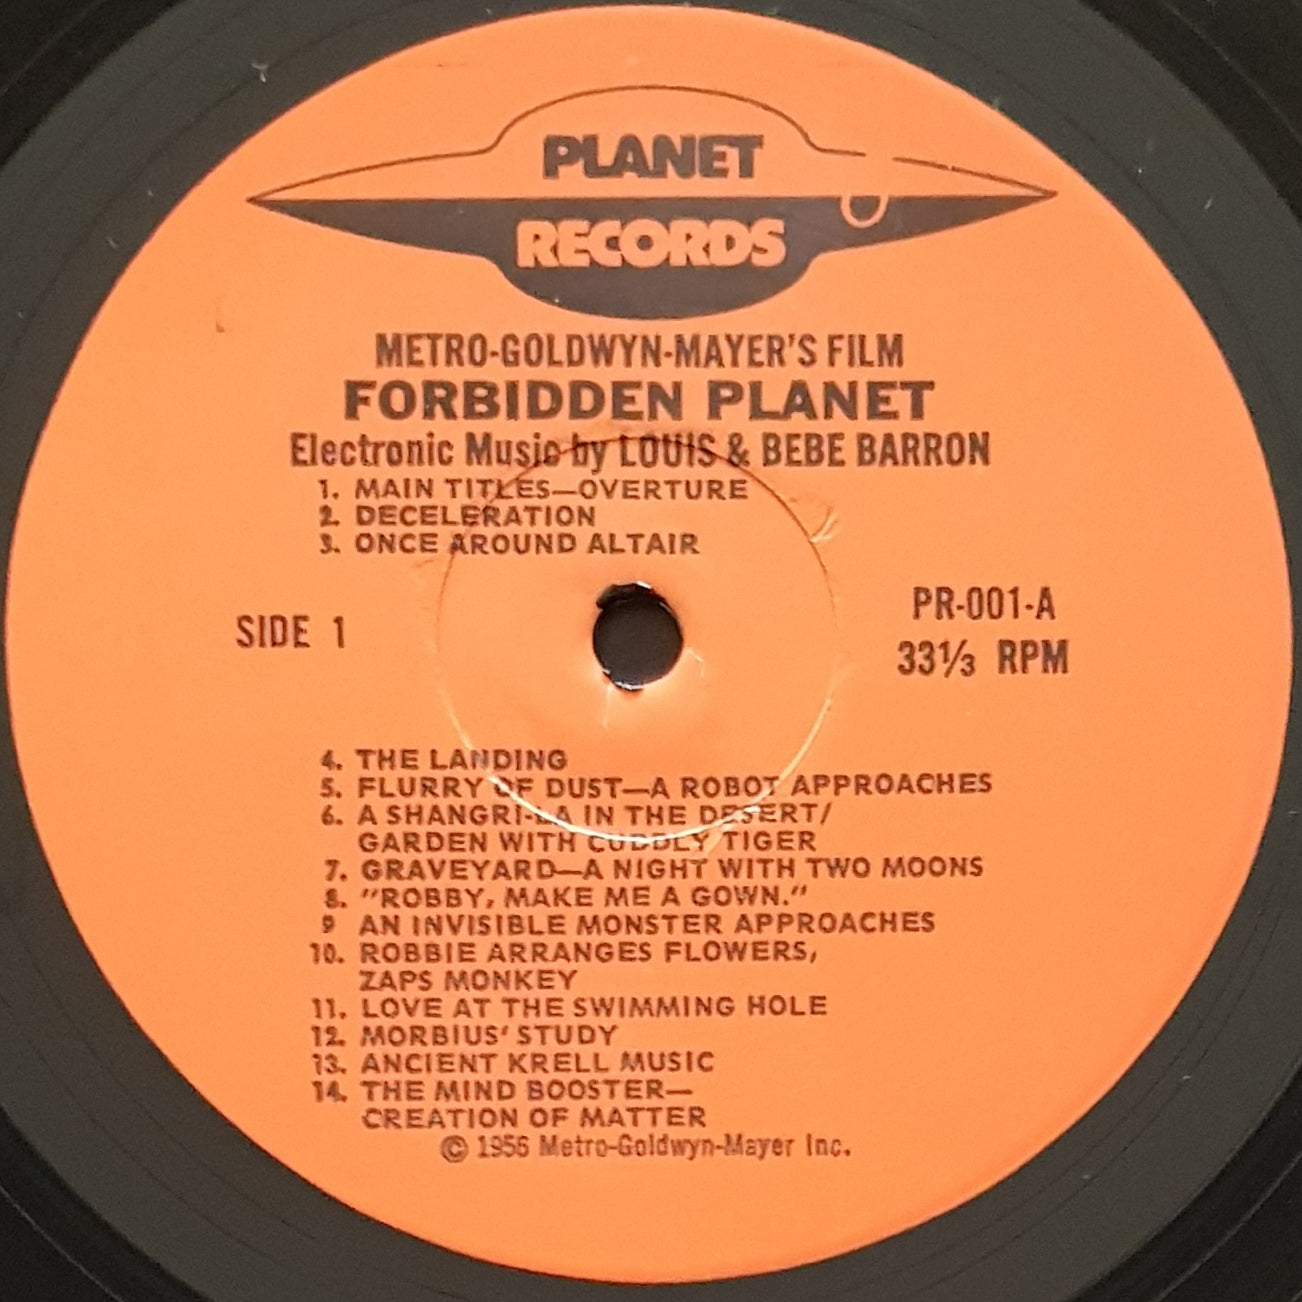 PLANET
RECORDS
METRO-GOLDWYN-MAYER'S FILM
FORBIDDEN PLANET
Electronic Music by LOUIS & BEBE BARRON
1. MAIN TITLES—OVERTURE
2. DECELERATION
3. ONCE AROUND ALTAIR
SIDE 1
PR-001-A
33⅓ RPM
4. THE LANDING
5. FLURRY OF DUST—A ROBOT APPROACHES
6. A SHANGRI-LA IN THE DESERT/
GARDEN WITH CUDDLY TIGER
7. GRAVEYARD—A NIGHT WITH TWO MOONS
8. "ROBBY, MAKE ME A GOWN."
9 AN INVISIBLE MONSTER APPROACHES
10. ROBBIE ARRANGES FLOWERS,
ZAPS MONKEY
11. LOVE AT THE SWIMMING HOLE
12. MORBIUS' STUDY
13. ANCIENT KRELL MUSIC
14. THE MIND BOOSTER—
CREATION OF MATTER
© 1956 Metro-Goldwyn-Mayer Inc.